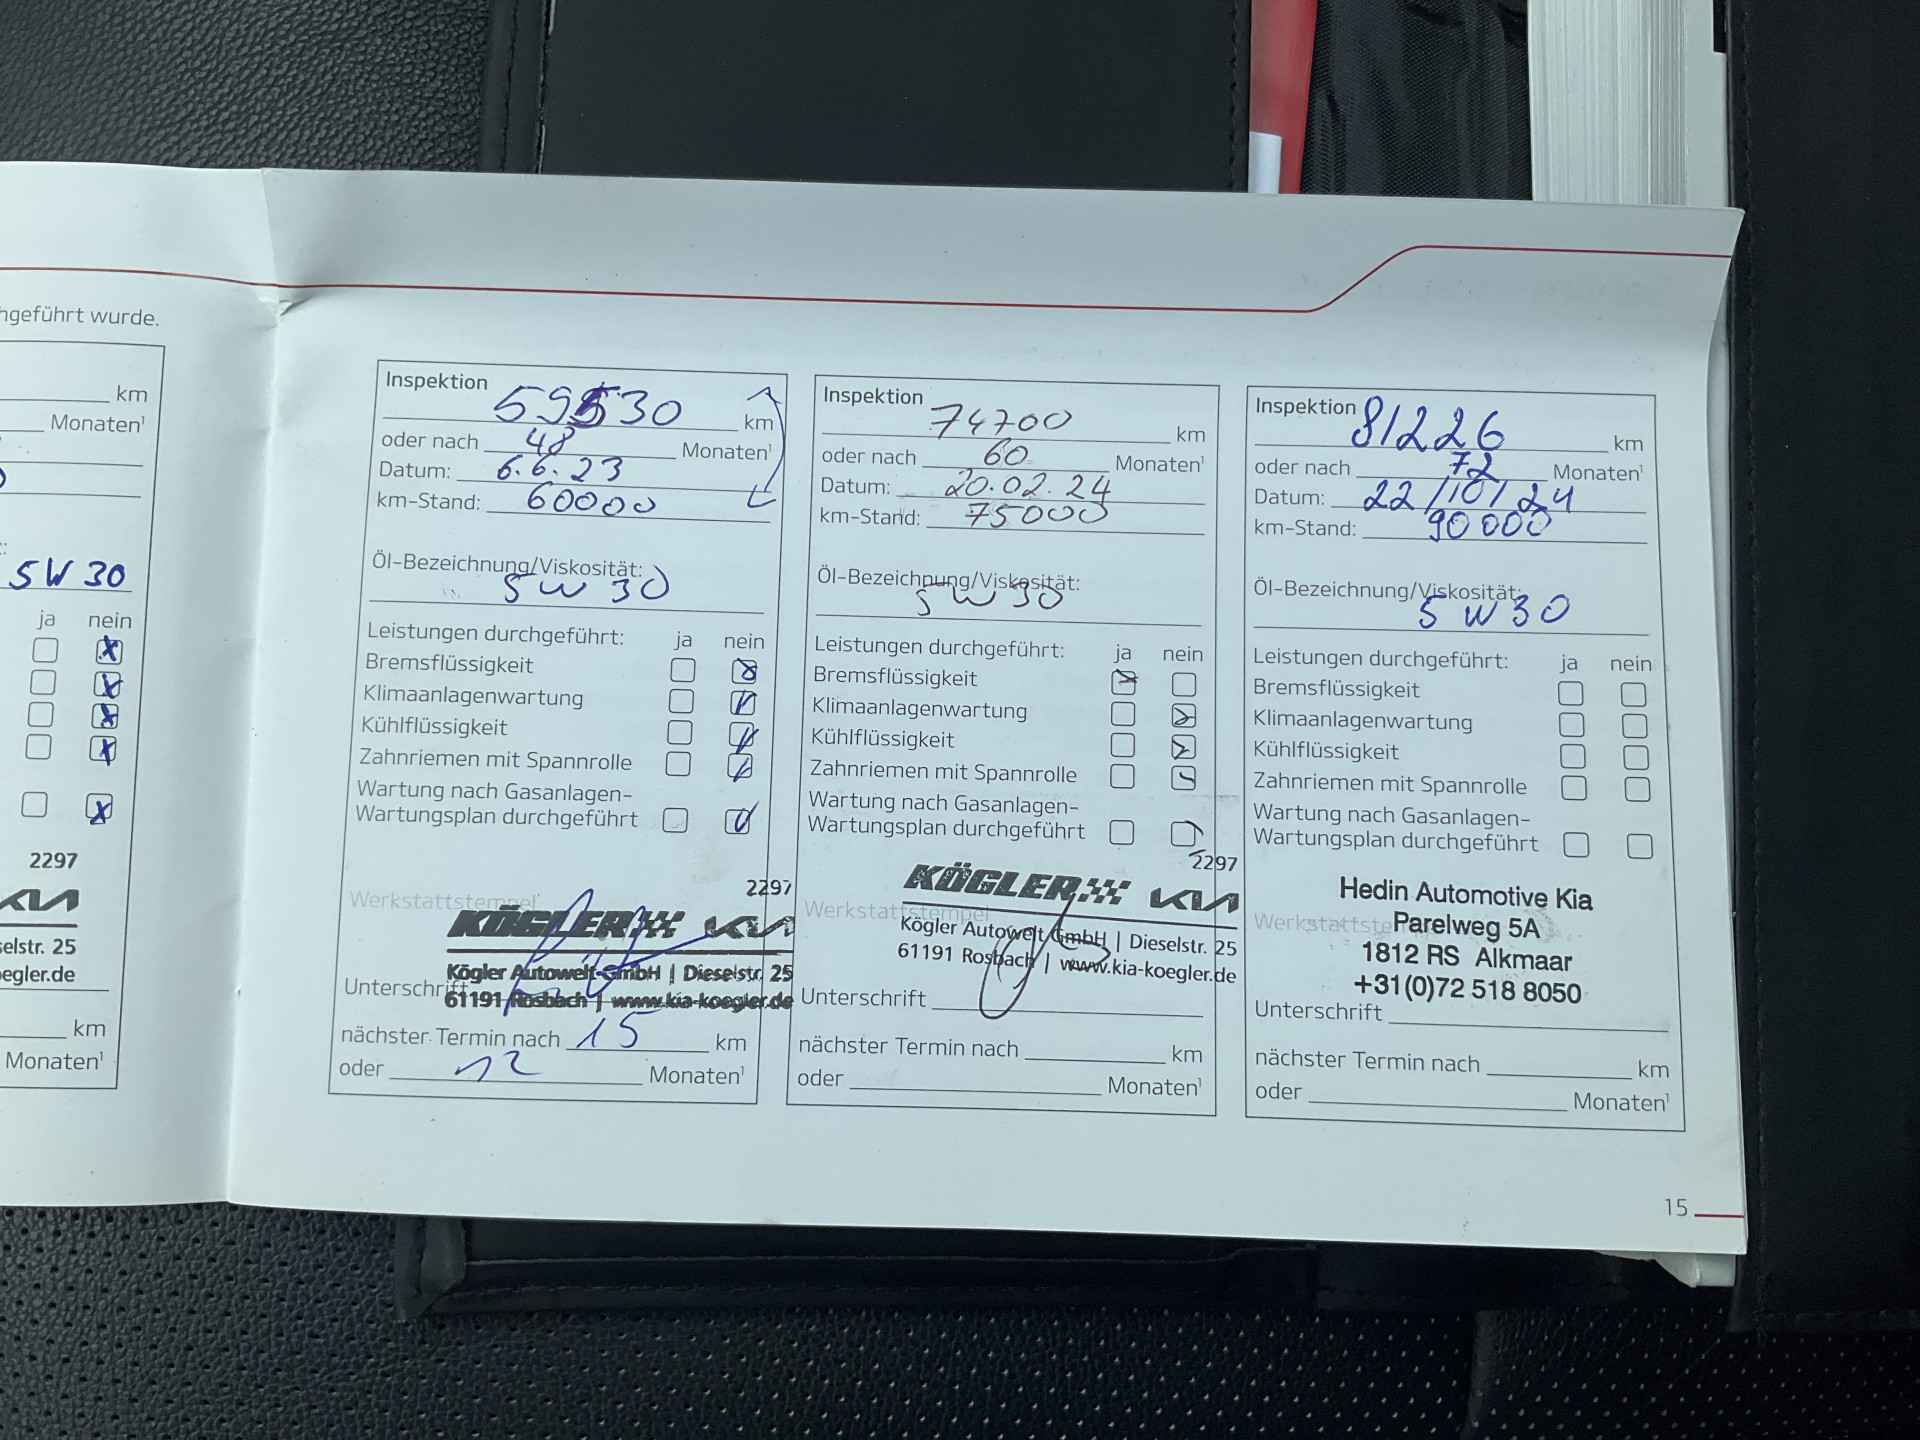 hgeführt wurde.
km
Monaten¹
5W30
ja nein
2297
KIA
selstr. 25
oegler.de
km
Monaten¹
Inspektion 59530 km
oder nach 48 Monaten¹
Datum: 6.6.23
km-Stand: 60000
Öl-Bezeichnung/Viskosität:
5W30
Leistungen durchgeführt: ja nein
Bremsflüssigkeit
Klimaanlagenwartung
Kühlflüssigkeit
Zahnriemen mit Spannrolle
Wartung nach Gasanlagen-
Wartungsplan durchgeführt
2297
Werkstattstempel
KÖGLER KIA
Kögler Autowelt GmbH | Dieselstr. 25
61191 Rosbach | www.kia-koegler.de
Unterschrift
nächster Termin nach 15 km
oder 12 Monaten¹
Inspektion 74700 km
oder nach 60 Monaten¹
Datum: 20.02.24
km-Stand: 75000
Öl-Bezeichnung/Viskosität:
5W30
Leistungen durchgeführt: ja nein
Bremsflüssigkeit
Klimaanlagenwartung
Kühlflüssigkeit
Zahnriemen mit Spannrolle
Wartung nach Gasanlagen-
Wartungsplan durchgeführt
2297
KÖGLER KIA
Werkstattstempel
Kögler Autowelt GmbH | Dieselstr. 25
61191 Rosbach | www.kia-koegler.de
Unterschrift
nächster Termin nach km
oder Monaten¹
Inspektion 81226 km
oder nach 72 Monaten¹
Datum: 22/10/24
km-Stand: 90000
Öl-Bezeichnung/Viskosität:
5W30
Leistungen durchgeführt: ja nein
Bremsflüssigkeit
Klimaanlagenwartung
Kühlflüssigkeit
Zahnriemen mit Spannrolle
Wartung nach Gasanlagen-
Wartungsplan durchgeführt
Hedin Automotive Kia
Werkstattste
Parelweg 5A
1812 RS Alkmaar
+31(0)72 518 8050
Unterschrift
nächster Termin nach km
oder Monaten¹
15